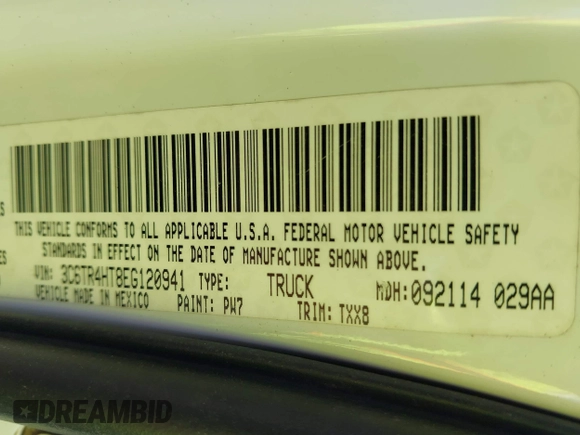 THIS VEHICLE CONFORMS TO ALL APPLICABLE U.S.A. FEDERAL MOTOR VEHICLE SAFETY
STANDARDS IN EFFECT ON THE DATE OF MANUFACTURE SHOWN ABOVE.
VIN: 3C6TR4HT8EG120941 TYPE: TRUCK MDH: 092114 029AA
VEHICLE MADE IN MEXICO PAINT: PW7 TRIM: TXX8
DREAMBID